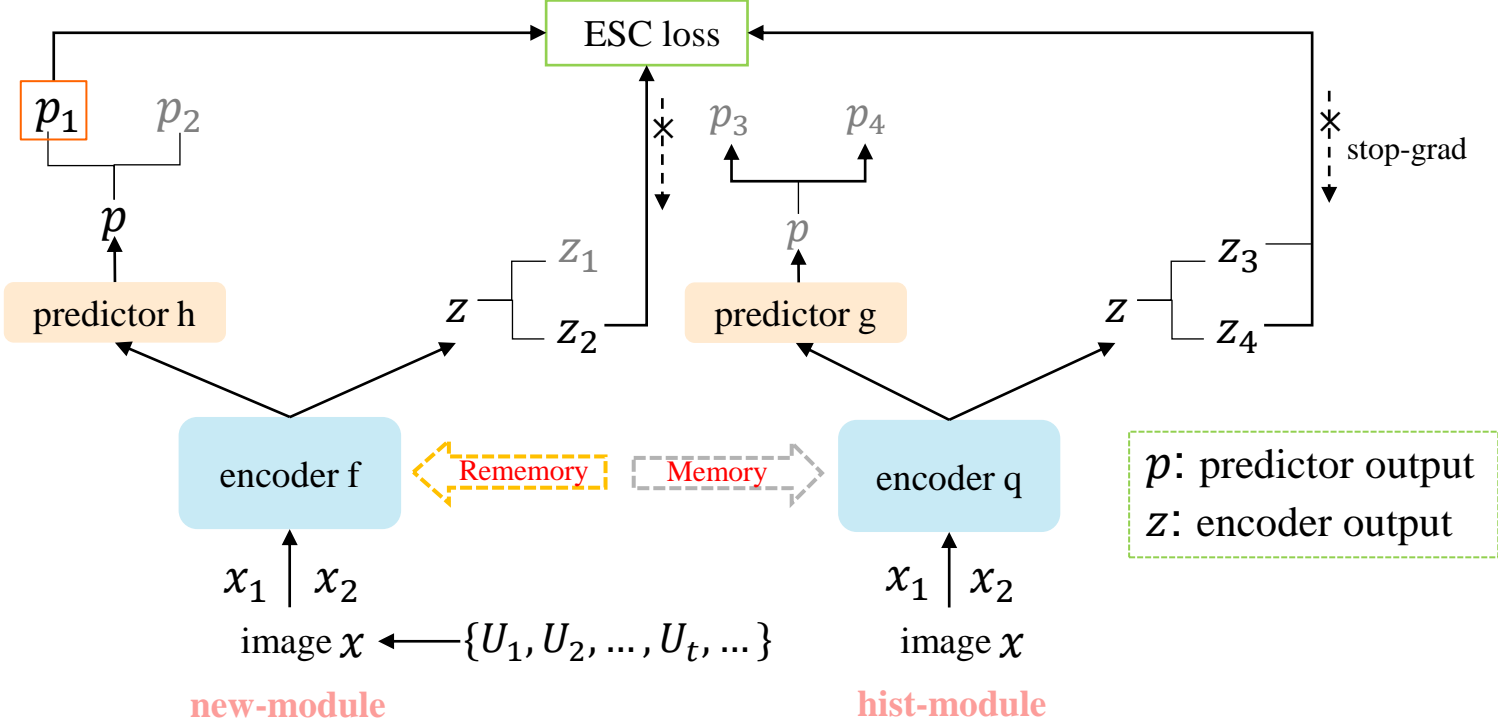 ESC loss
p₁
p₂
p₃
p₄
stop-grad
p
p
z₁
z₃
predictor h
z
z₂
predictor g
z
z₄
encoder f
Rememory
Memory
encoder q
p: predictor output
z: encoder output
x₁ x₂
x₁ x₂
image x
{U₁, U₂, ..., Uₜ, ...}
image x
new-module
hist-module